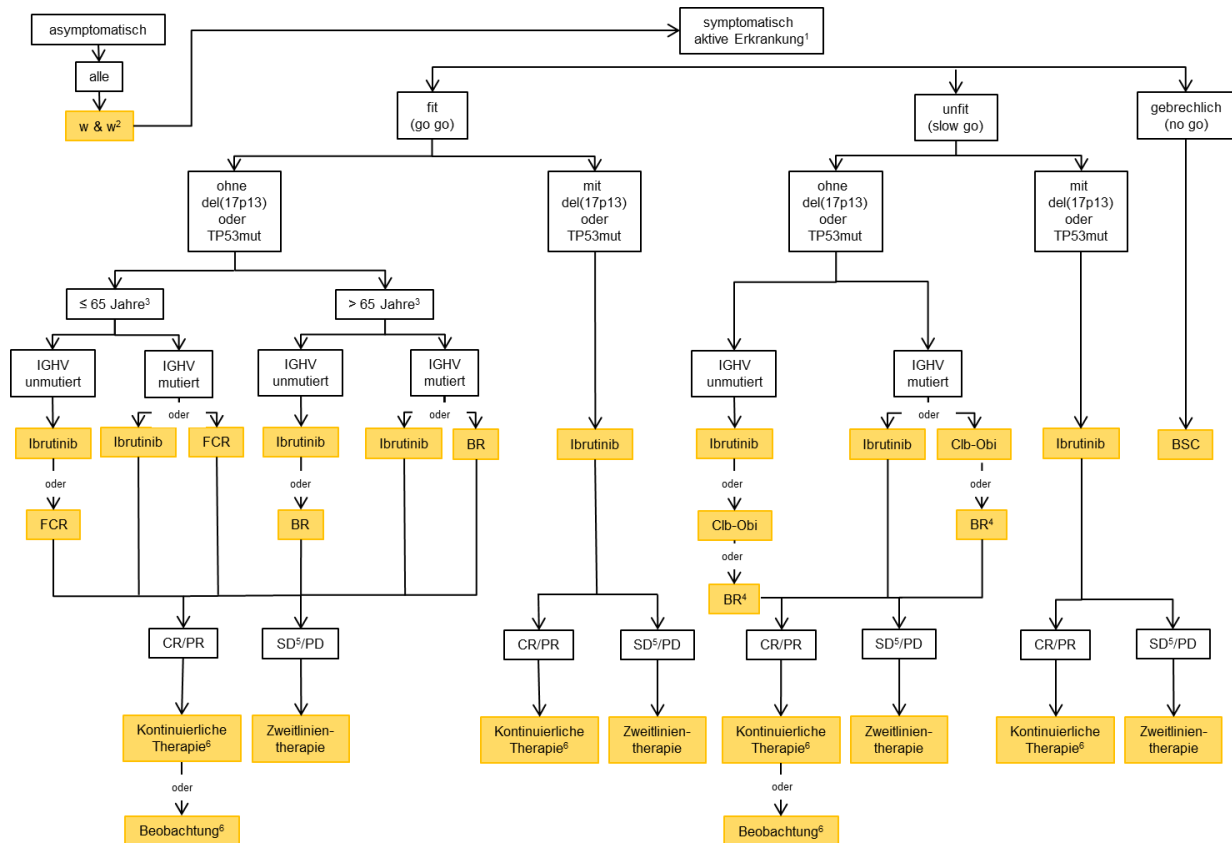 asymptomatisch
symptomatisch
aktive Erkrankung¹
alle
w & w²
fit
(go go)
unfit
(slow go)
gebrechlich
(no go)
ohne
del(17p13)
oder
TP53mut
mit
del(17p13)
oder
TP53mut
ohne
del(17p13)
oder
TP53mut
mit
del(17p13)
oder
TP53mut
≤ 65 Jahre³
> 65 Jahre³
IGHV
unmutiert
IGHV
mutiert
IGHV
unmutiert
IGHV
mutiert
IGHV
unmutiert
IGHV
mutiert
oder
oder
oder
Ibrutinib
Ibrutinib
FCR
Ibrutinib
Ibrutinib
BR
Ibrutinib
Ibrutinib
Ibrutinib
Clb-Obi
Ibrutinib
BSC
oder
oder
oder
oder
FCR
BR
Clb-Obi
BR⁴
oder
BR⁴
CR/PR
SD⁵/PD
CR/PR
SD⁵/PD
CR/PR
SD⁵/PD
CR/PR
SD⁵/PD
Kontinuierliche
Therapie⁶
Zweitlinien-
therapie
Kontinuierliche
Therapie⁶
Zweitlinien-
therapie
Kontinuierliche
Therapie⁶
Zweitlinien-
therapie
Kontinuierliche
Therapie⁶
Zweitlinien-
therapie
oder
oder
Beobachtung⁶
Beobachtung⁶